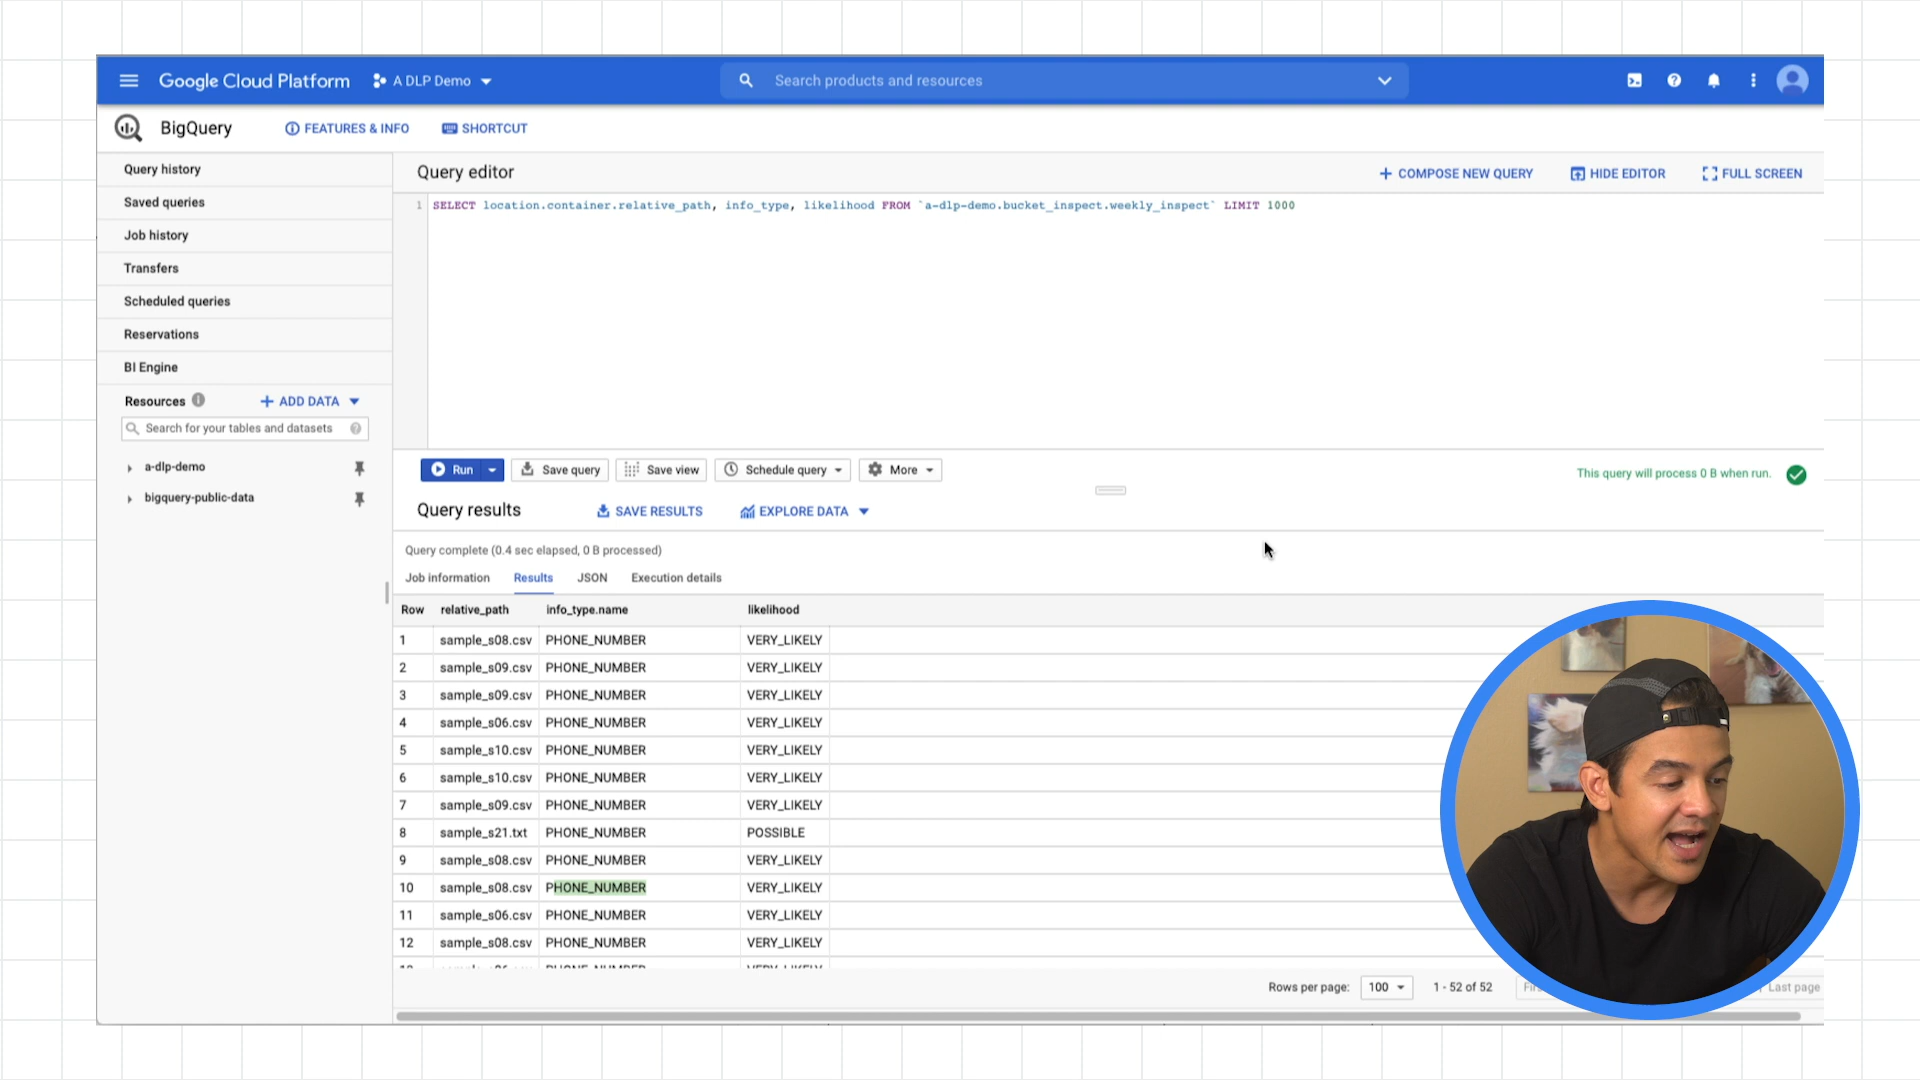 Google Cloud Platform A DLP Demo Search products and resources
BigQuery FEATURES & INFO SHORTCUT
Query history
Saved queries
Job history
Transfers
Scheduled queries
Reservations
BI Engine
Resources ADD DATA
Search for your tables and datasets
a-dlp-demo
bigquery-public-data
Query editor COMPOSE NEW QUERY HIDE EDITOR FULL SCREEN
1 SELECT location.container.relative_path, info_type, likelihood FROM `a-dlp-demo.bucket_inspect.weekly_inspect` LIMIT 1000
Run Save query Save view Schedule query More This query will process 0 B when run.
Query results SAVE RESULTS EXPLORE DATA
Query complete (0.4 sec elapsed, 0 B processed)
Job information Results JSON Execution details
Row relative_path info_type.name likelihood
1 sample_s08.csv PHONE_NUMBER VERY_LIKELY
2 sample_s09.csv PHONE_NUMBER VERY_LIKELY
3 sample_s09.csv PHONE_NUMBER VERY_LIKELY
4 sample_s06.csv PHONE_NUMBER VERY_LIKELY
5 sample_s10.csv PHONE_NUMBER VERY_LIKELY
6 sample_s10.csv PHONE_NUMBER VERY_LIKELY
7 sample_s09.csv PHONE_NUMBER VERY_LIKELY
8 sample_s21.txt PHONE_NUMBER POSSIBLE
9 sample_s08.csv PHONE_NUMBER VERY_LIKELY
10 sample_s08.csv PHONE_NUMBER VERY_LIKELY
11 sample_s06.csv PHONE_NUMBER VERY_LIKELY
12 sample_s08.csv PHONE_NUMBER VERY_LIKELY
Rows per page: 100 1 - 52 of 52 Last page